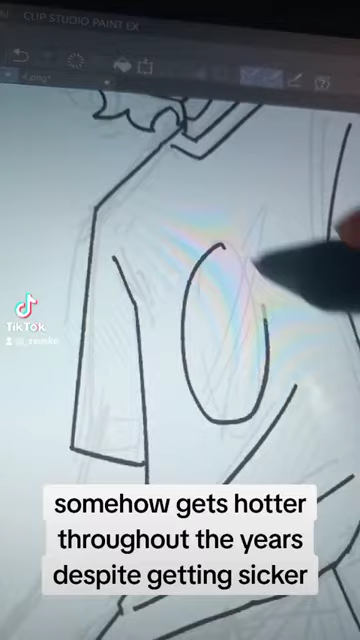 CLIP STUDIO PAINT EX
TikTok
somehow gets hotter
throughout the years
despite getting sicker